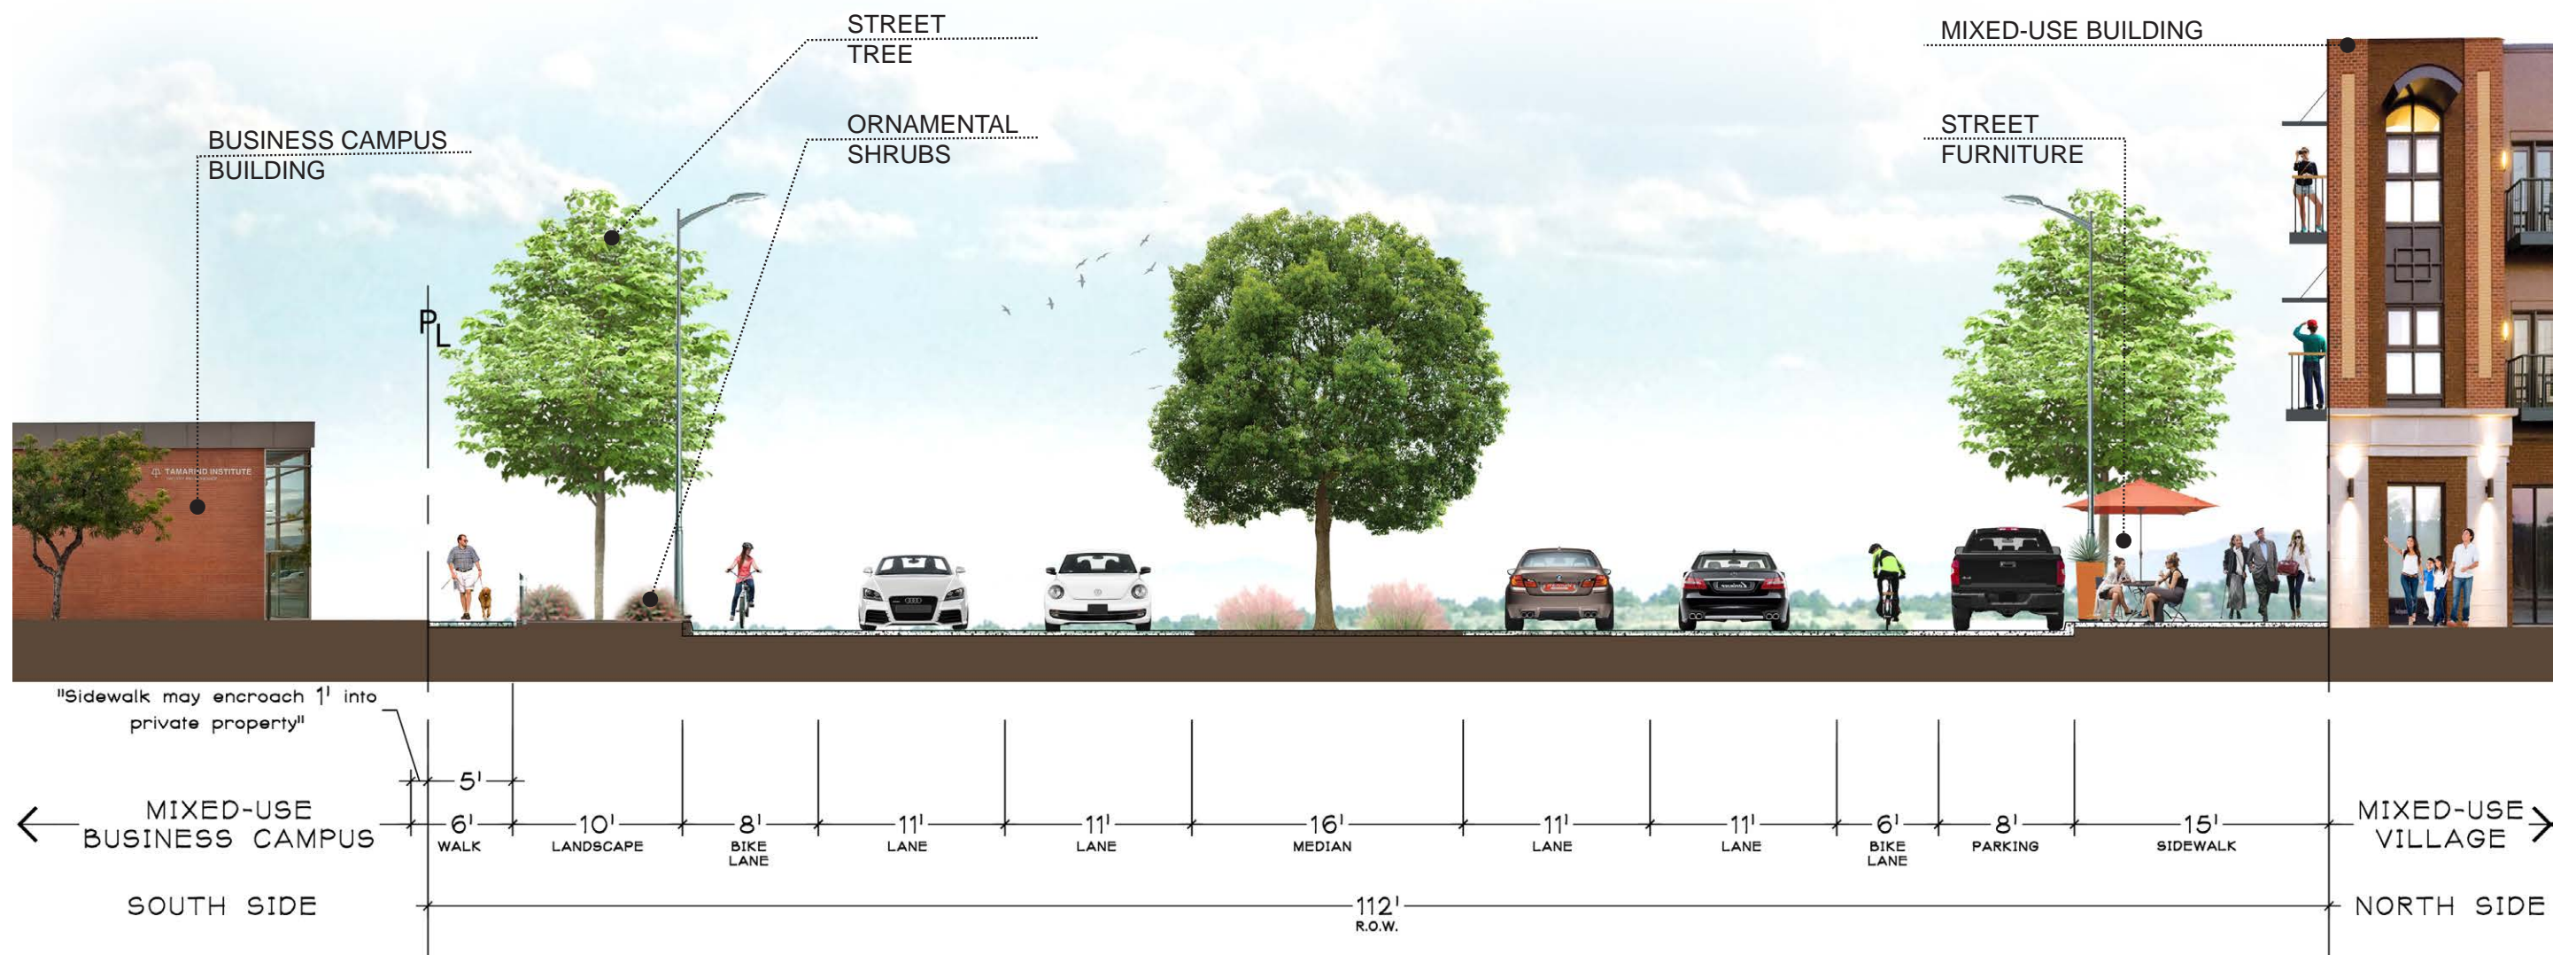 STREET
TREE
MIXED-USE BUILDING
ORNAMENTAL
SHRUBS
STREET
FURNITURE
BUSINESS CAMPUS
BUILDING
PL
TAMARIND INSTITUTE
"Sidewalk may encroach 1' into
private property"
5'
MIXED-USE
BUSINESS CAMPUS
6'
WALK
10'
LANDSCAPE
8'
BIKE
LANE
11'
LANE
11'
LANE
16'
MEDIAN
11'
LANE
11'
LANE
6'
BIKE
LANE
8'
PARKING
15'
SIDEWALK
MIXED-USE
VILLAGE
SOUTH SIDE
112'
R.O.W.
NORTH SIDE